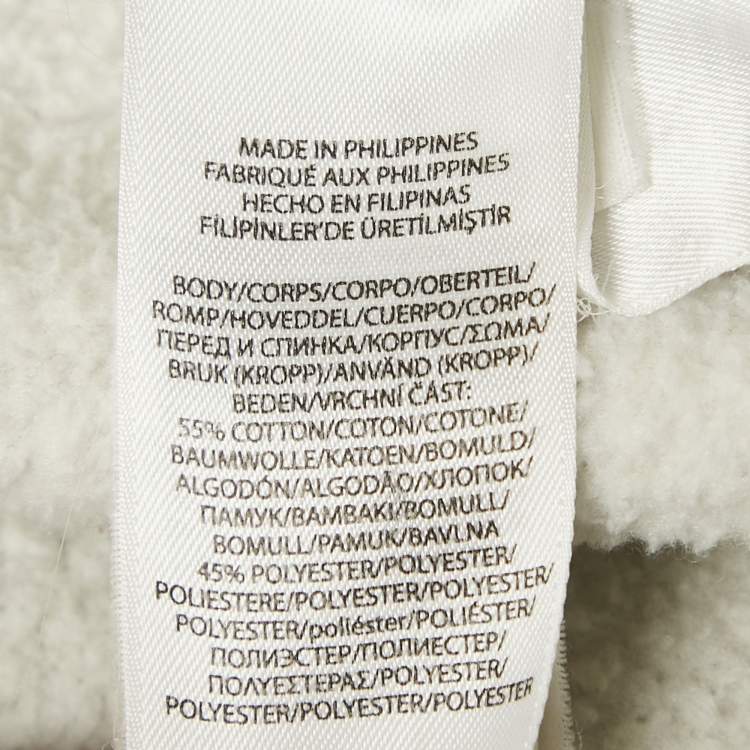 MADE IN PHILIPPINES
FABRIQUÉ AUX PHILIPPINES
HECHO EN FILIPINAS
FİLİPİNLER'DE ÜRETİLMİŞTİR
BODY/CORPS/CORPO/OBERTEIL/
ROMP/HOVEDDEL/CUERPO/CORPO/
ПЕРЕД И СПИНКА/КОРПУС/ΣΩΜΑ/
BRUK (KROPP)/ANVÄND (KROPP)/
BEDEN/VRCHNÍ ČÁST:
55% COTTON/COTON/COTONE/
BAUMWOLLE/KATOEN/BOMULD/
ALGODÓN/ALGODÃO/ХЛОПОК/
ПАМУК/ΒΑΜΒΑΚΙ/BOMULL/
BOMULL/PAMUK/BAVLNA
45% POLYESTER/POLYESTER/
POLIESTERE/POLYESTER/POLYESTER/
POLYESTER/poliéster/POLIÉSTER/
ПОЛИЭСТЕР/ПОЛИЕСТЕР/
ΠΟΛΥΕΣΤΕΡΑΣ/POLYESTER/
POLYESTER/POLYESTER/POLYESTER